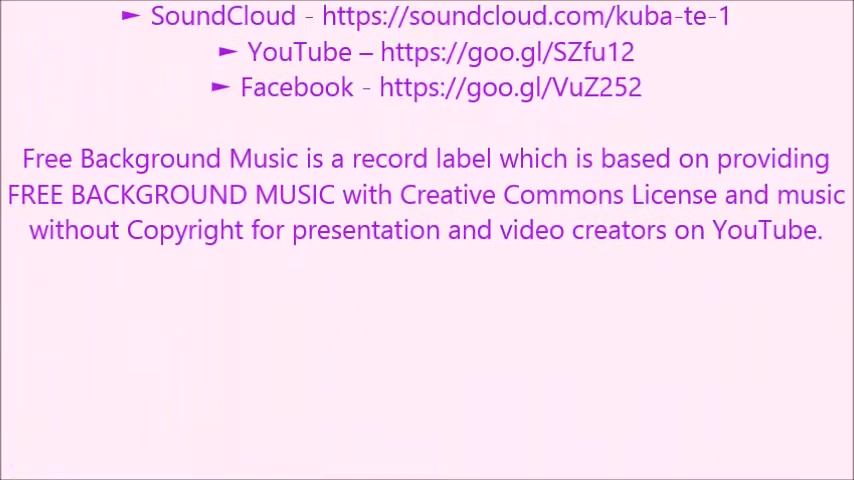 ► SoundCloud - https://soundcloud.com/kuba-te-1
► YouTube – https://goo.gl/SZfu12
► Facebook - https://goo.gl/VuZ252
Free Background Music is a record label which is based on providing
FREE BACKGROUND MUSIC with Creative Commons License and music
without Copyright for presentation and video creators on YouTube.